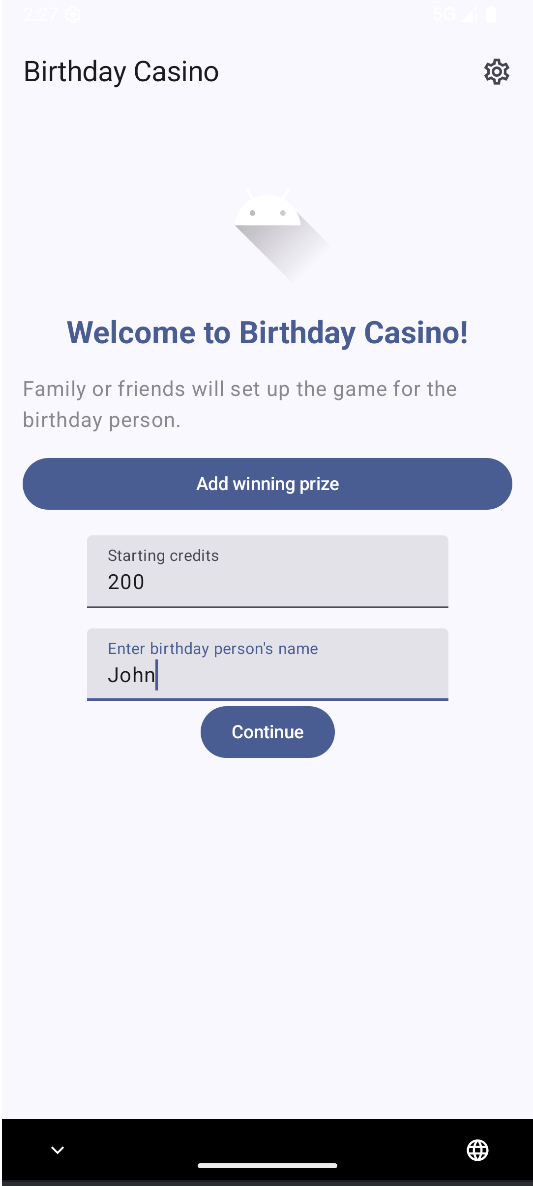 2:27
5G
Birthday Casino
Welcome to Birthday Casino!
Family or friends will set up the game for the
birthday person.
Add winning prize
Starting credits
200
Enter birthday person's name
John
Continue